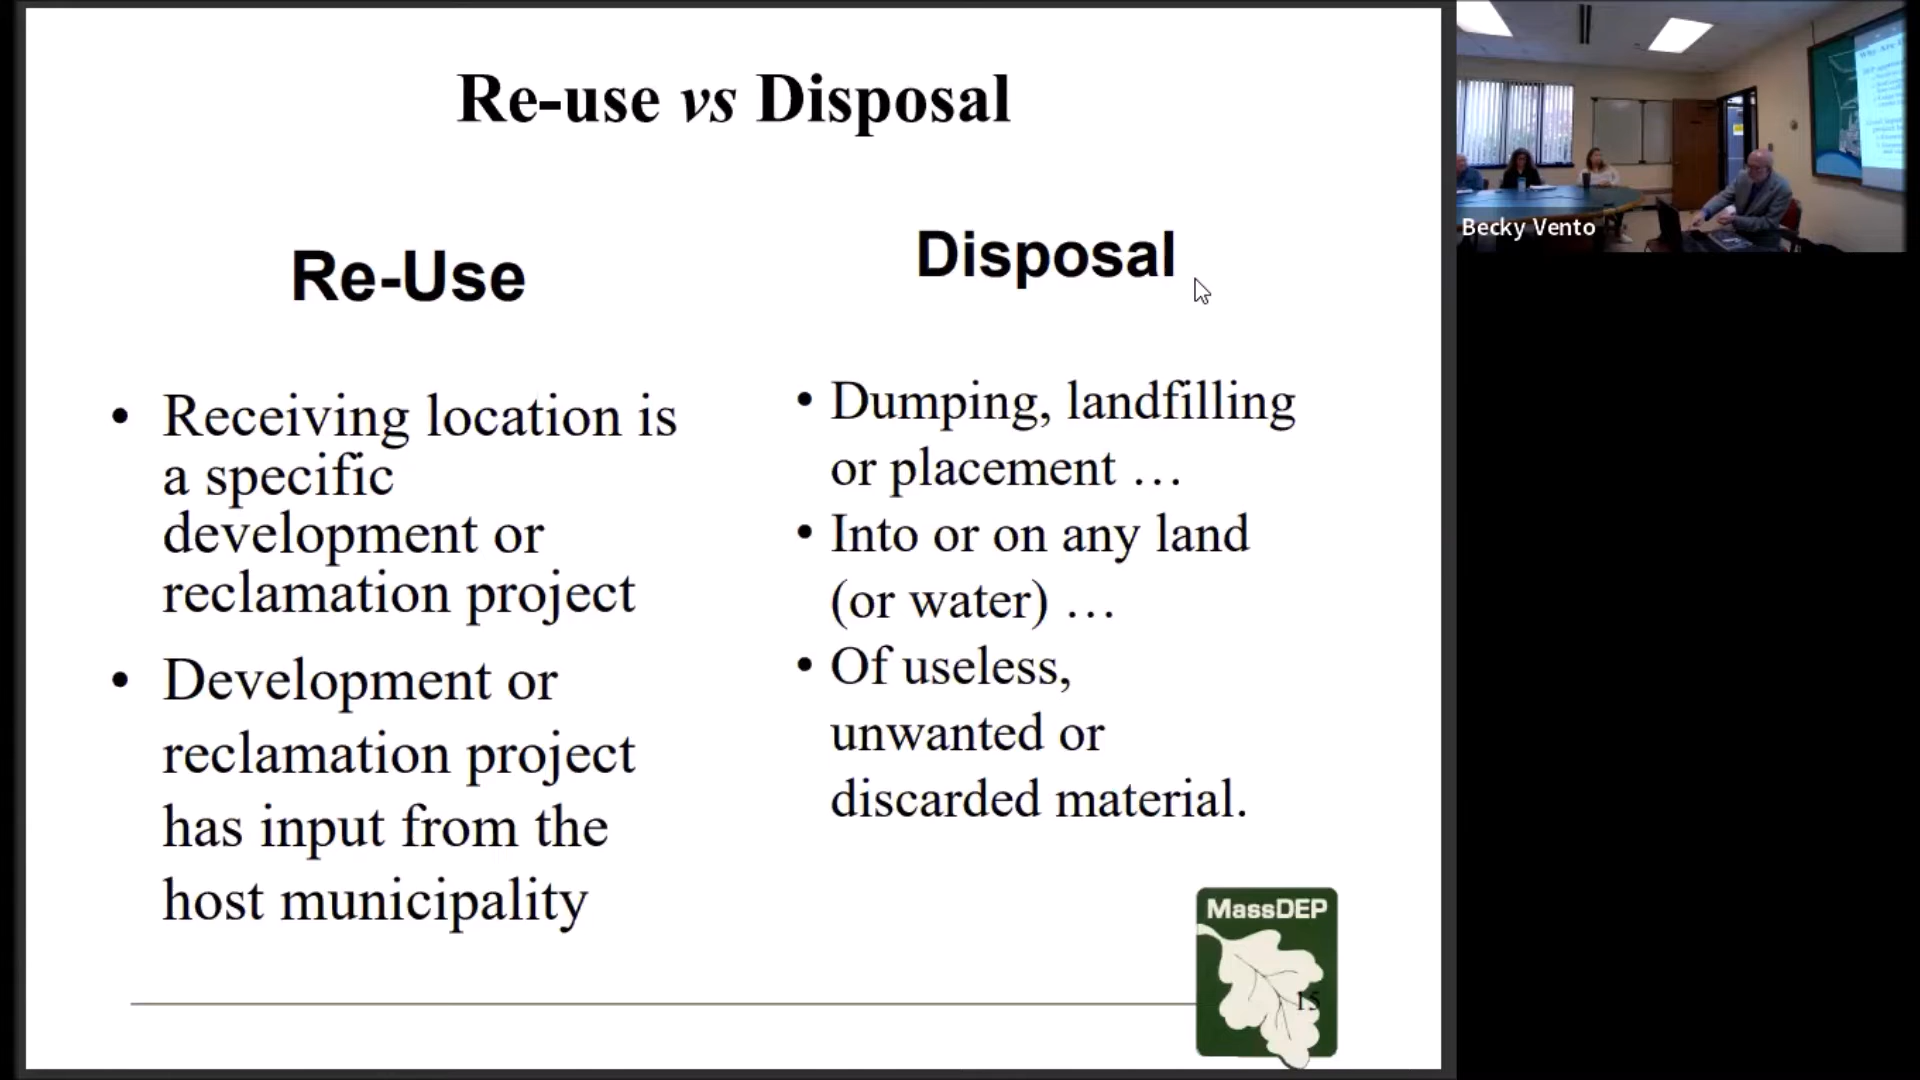 Re-use vs Disposal
Re-Use
• Receiving location is
a specific
development or
reclamation project
• Development or
reclamation project
has input from the
host municipality
Disposal
• Dumping, landfilling
or placement …
• Into or on any land
(or water) …
• Of useless,
unwanted or
discarded material.
MassDEP
15
Becky Vento